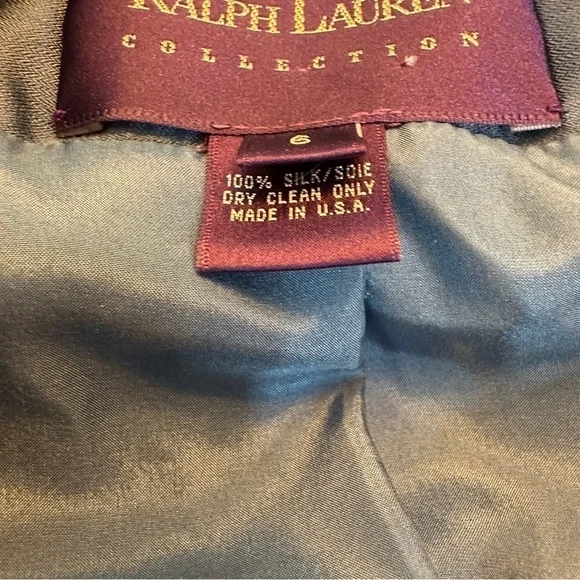 RALPH LAUREN
COLLECTION
6
100% SILK/SOIE
DRY CLEAN ONLY
MADE IN U.S.A.